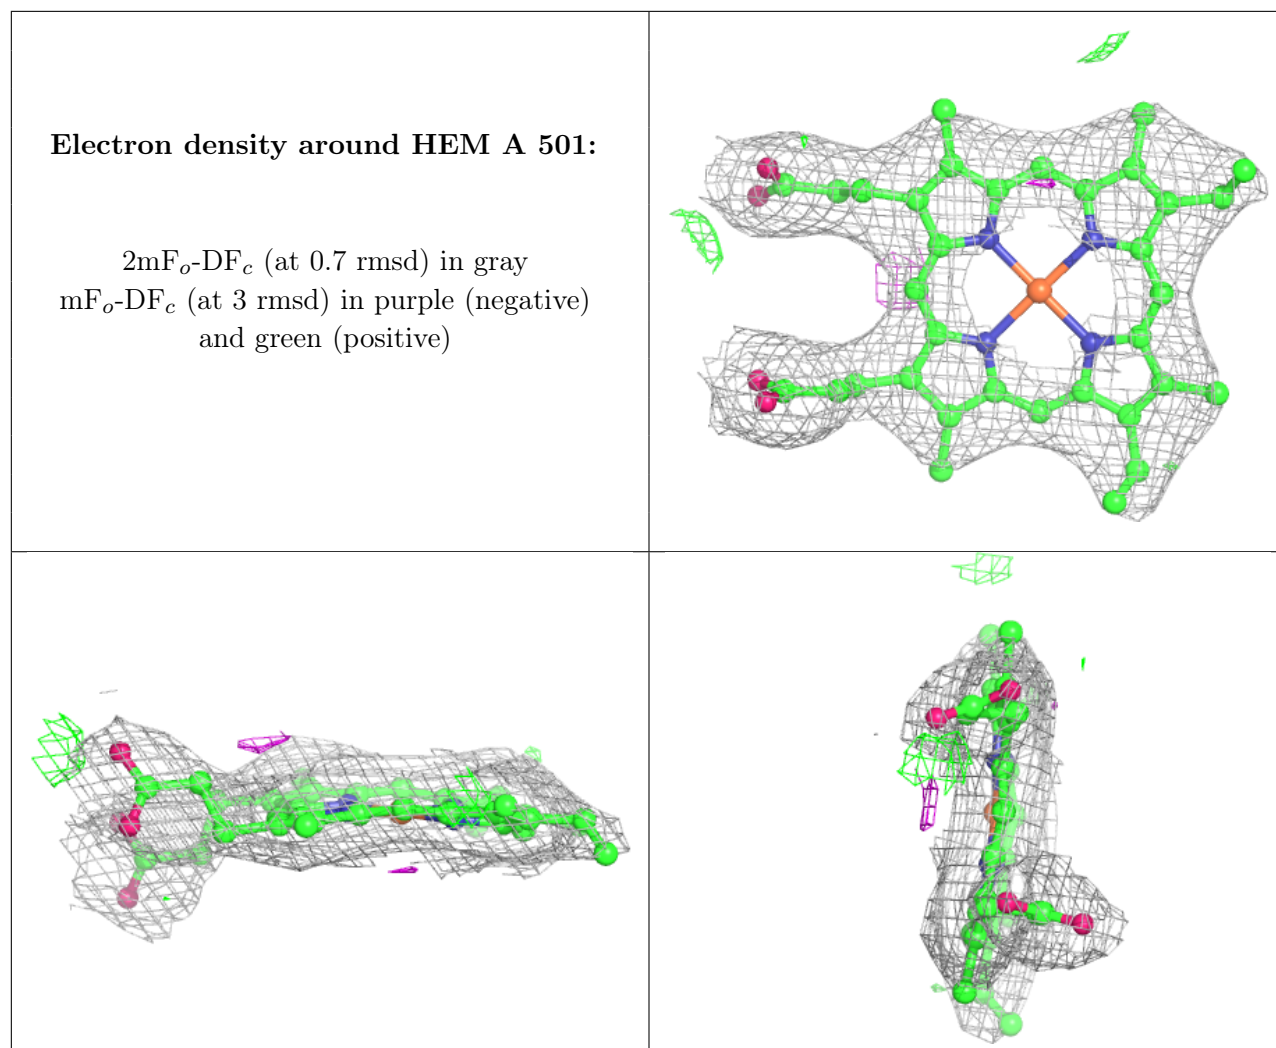 Electron density around HEM A 501:
2mFo-DFc (at 0.7 rmsd) in gray
mFo-DFc (at 3 rmsd) in purple (negative)
and green (positive)